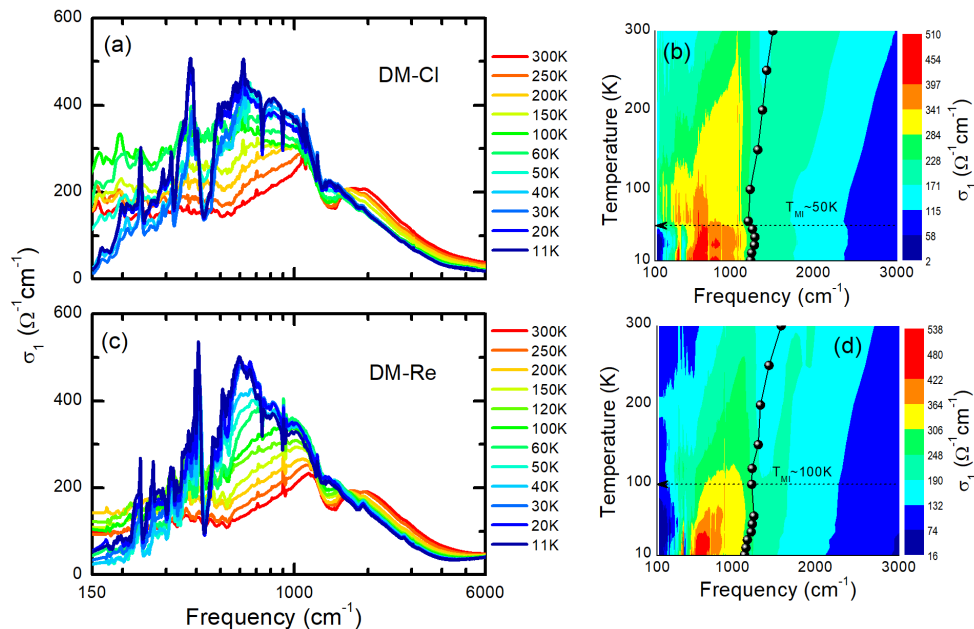 (a)
DM-Cl
600
400
200
0
σ₁ (Ω⁻¹cm⁻¹)
300K
250K
200K
150K
100K
60K
50K
40K
30K
20K
11K
(b)
Temperature (K)
300
200
100
10
T_MI~50K
100 1000 2000 3000
Frequency (cm⁻¹)
510
454
397
341
284
228
171
115
58
2
σ₁ (Ω⁻¹cm⁻¹)
(c)
DM-Re
600
400
200
0
150 1000 6000
Frequency (cm⁻¹)
300K
250K
200K
150K
120K
100K
60K
50K
40K
30K
20K
11K
(d)
Temperature (K)
300
200
100
10
T_MI~100K
100 1000 2000 3000
Frequency (cm⁻¹)
538
480
422
364
306
248
190
132
74
16
σ₁ (Ω⁻¹cm⁻¹)